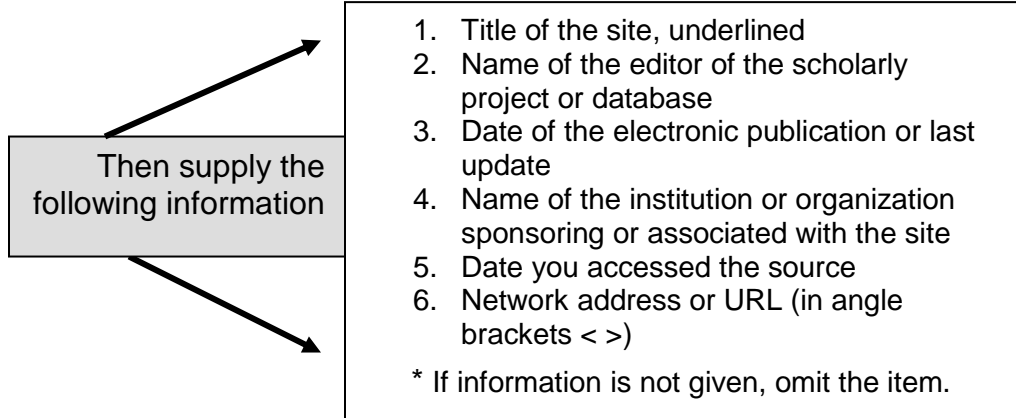 Then supply the
following information
1. Title of the site, underlined
2. Name of the editor of the scholarly
project or database
3. Date of the electronic publication or last
update
4. Name of the institution or organization
sponsoring or associated with the site
5. Date you accessed the source
6. Network address or URL (in angle
brackets < >)
* If information is not given, omit the item.